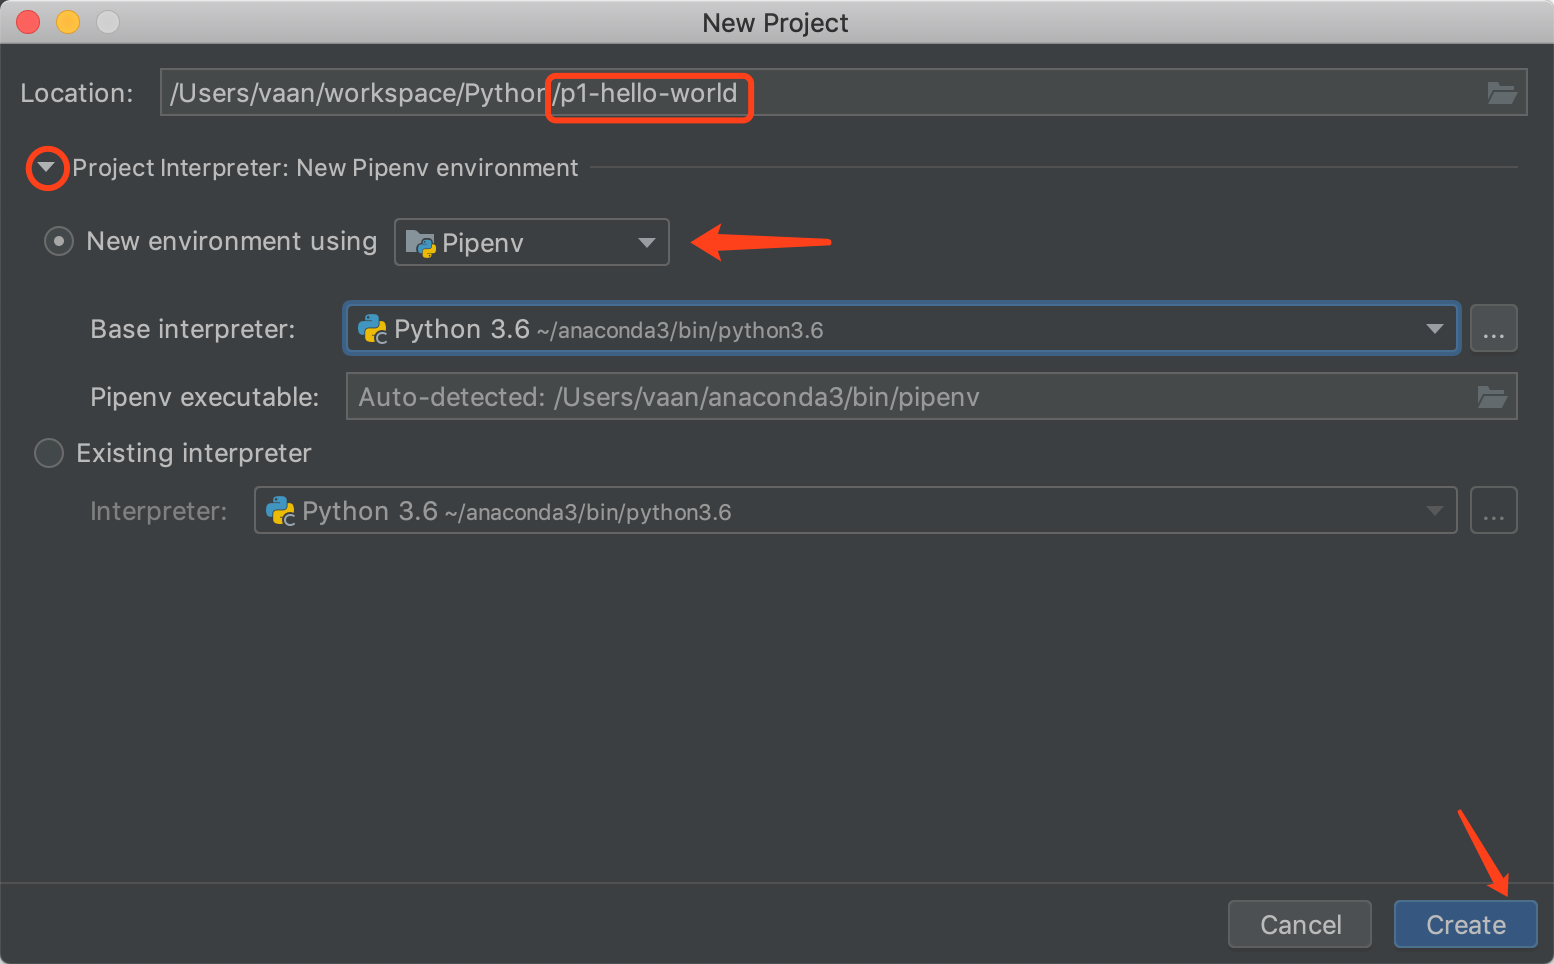 New Project
Location: /Users/vaan/workspace/Python/p1-hello-world
Project Interpreter: New Pipenv environment
New environment using Pipenv
Base interpreter: Python 3.6 ~/anaconda3/bin/python3.6 ...
Pipenv executable: Auto-detected: /Users/vaan/anaconda3/bin/pipenv
Existing interpreter
Interpreter: Python 3.6 ~/anaconda3/bin/python3.6 ...
Cancel Create